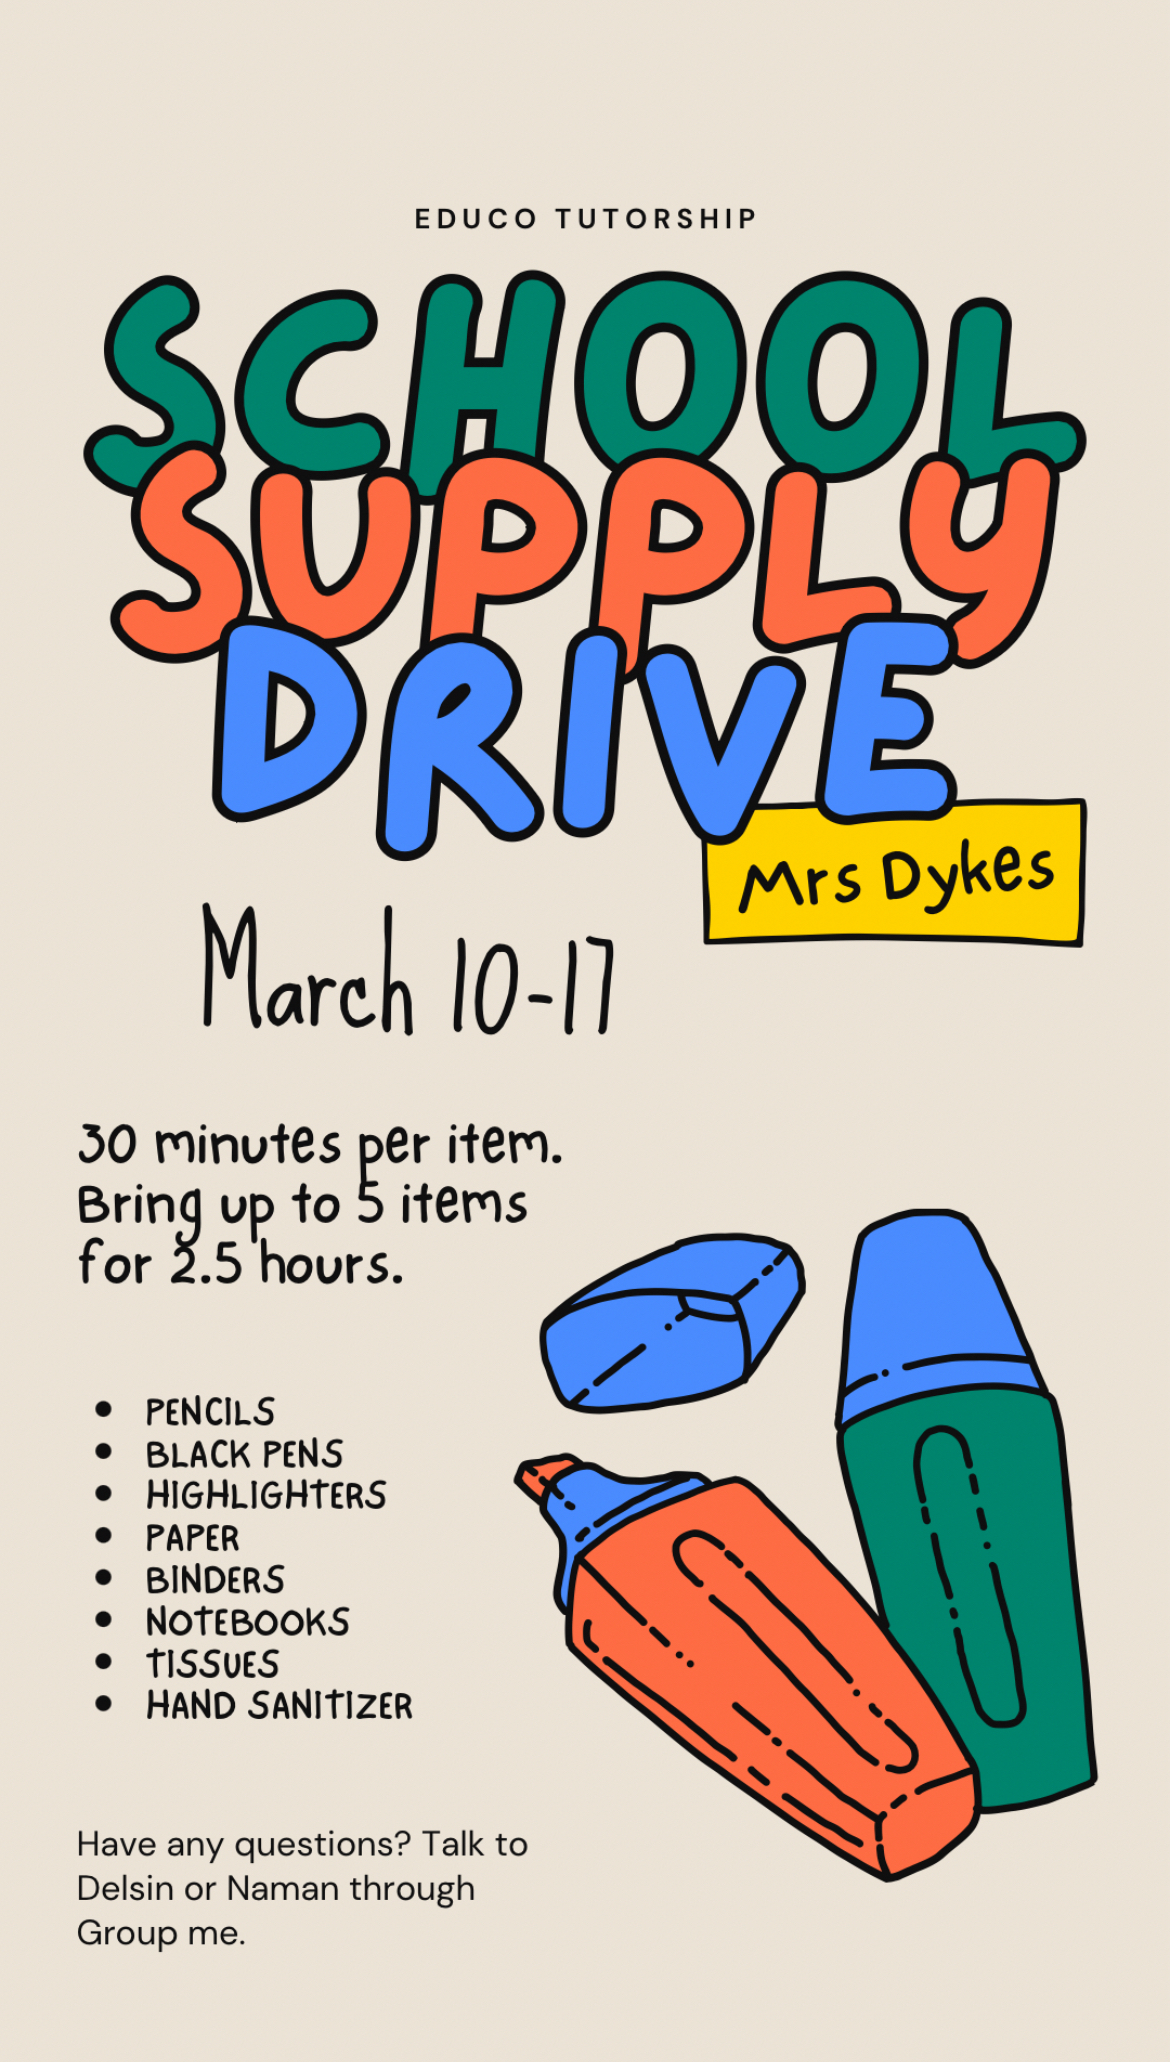 EDUCO TUTORSHIP
SCHOOL
SUPPLY
DRIVE
Mrs Dykes
March 10-17
30 minutes per item.
Bring up to 5 items
for 2.5 hours.
• PENCILS
• BLACK PENS
• HIGHLIGHTERS
• PAPER
• BINDERS
• NOTEBOOKS
• TISSUES
• HAND SANITIZER
Have any questions? Talk to
Delsin or Naman through
Group me.